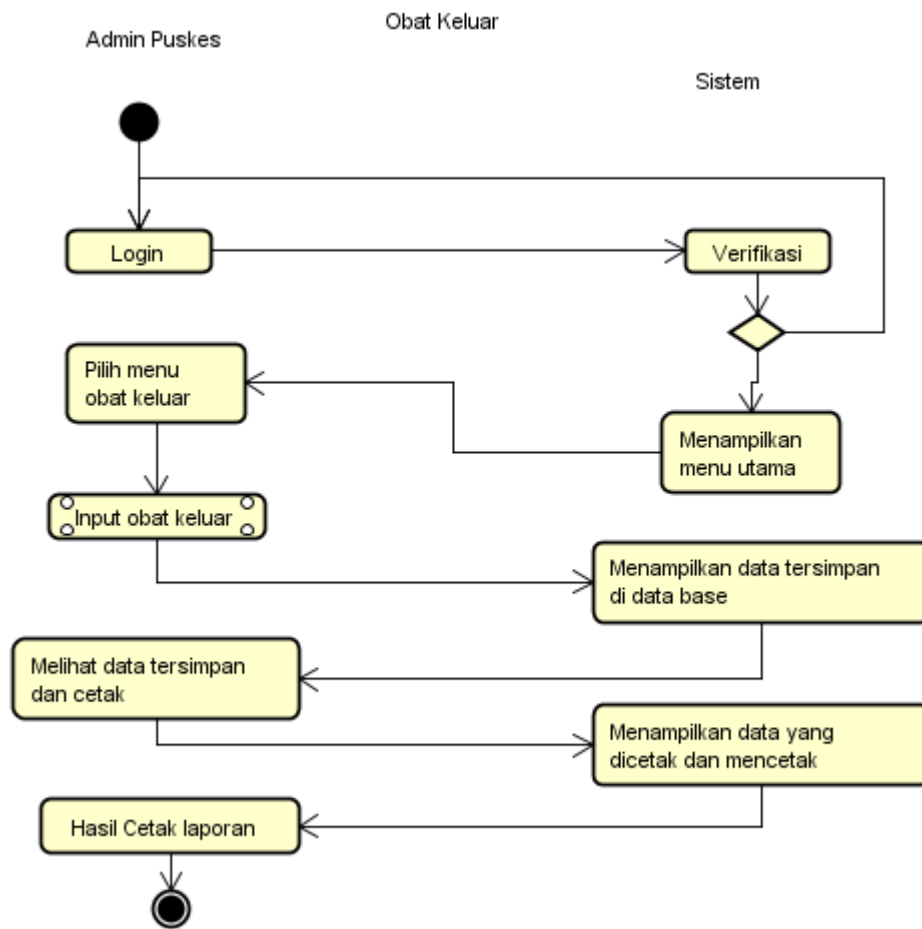 Obat Keluar
Admin Puskes
Sistem
Login
Verifikasi
Pilih menu
obat keluar
Menampilkan
menu utama
Input obat keluar
Menampilkan data tersimpan
di data base
Melihat data tersimpan
dan cetak
Menampilkan data yang
dicetak dan mencetak
Hasil Cetak laporan